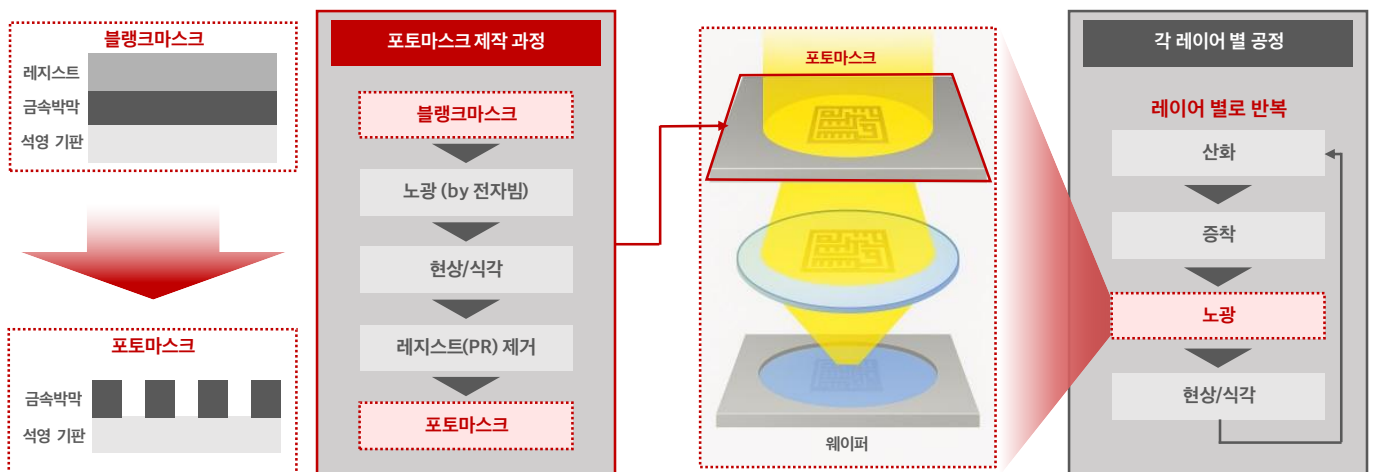 블랭크마스크
레지스트
금속박막
석영 기판
포토마스크
금속박막
석영 기판
포토마스크 제작 과정
블랭크마스크
노광 (by 전자빔)
현상/식각
레지스트(PR) 제거
포토마스크
포토마스크
웨이퍼
각 레이어 별 공정
레이어 별로 반복
산화
증착
노광
현상/식각